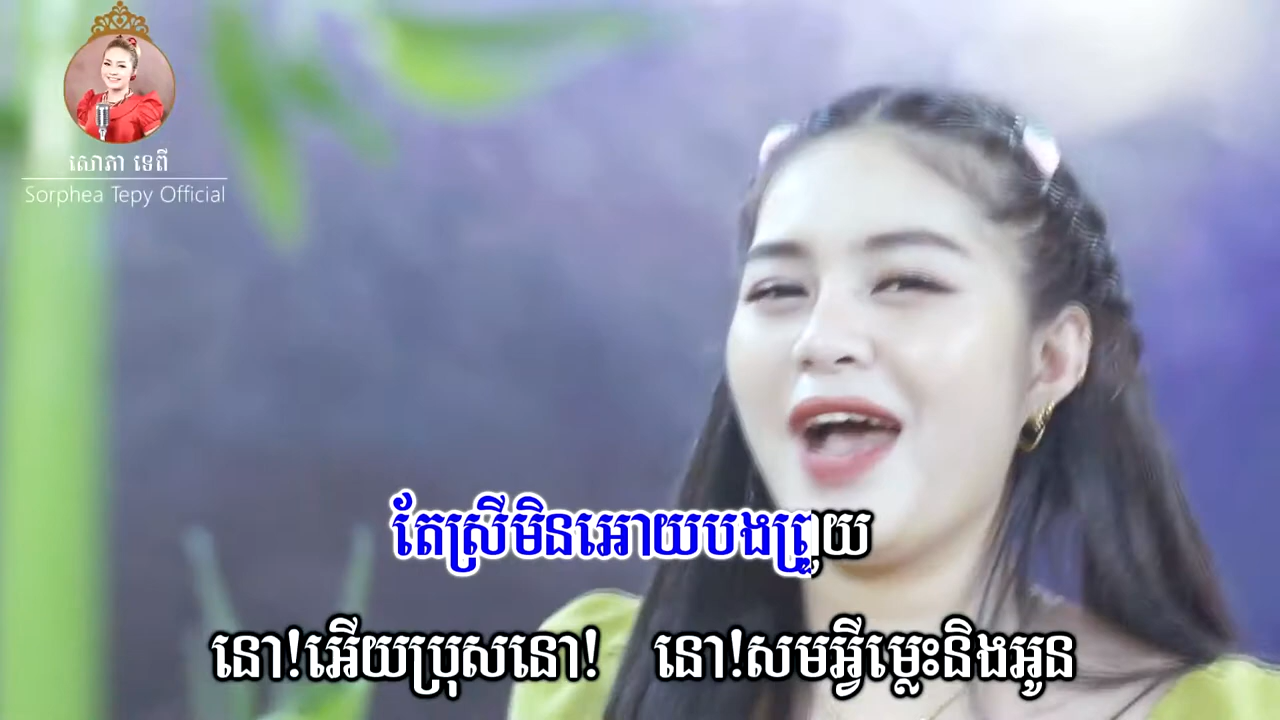 សោភា ទេពី
Sorphea Tepy Official
តែស្រីមិនអោយបងព្រួយ
នោ!អើយប្រុសនោ! នោ!សមអ្វីម្លេះនិងអូន